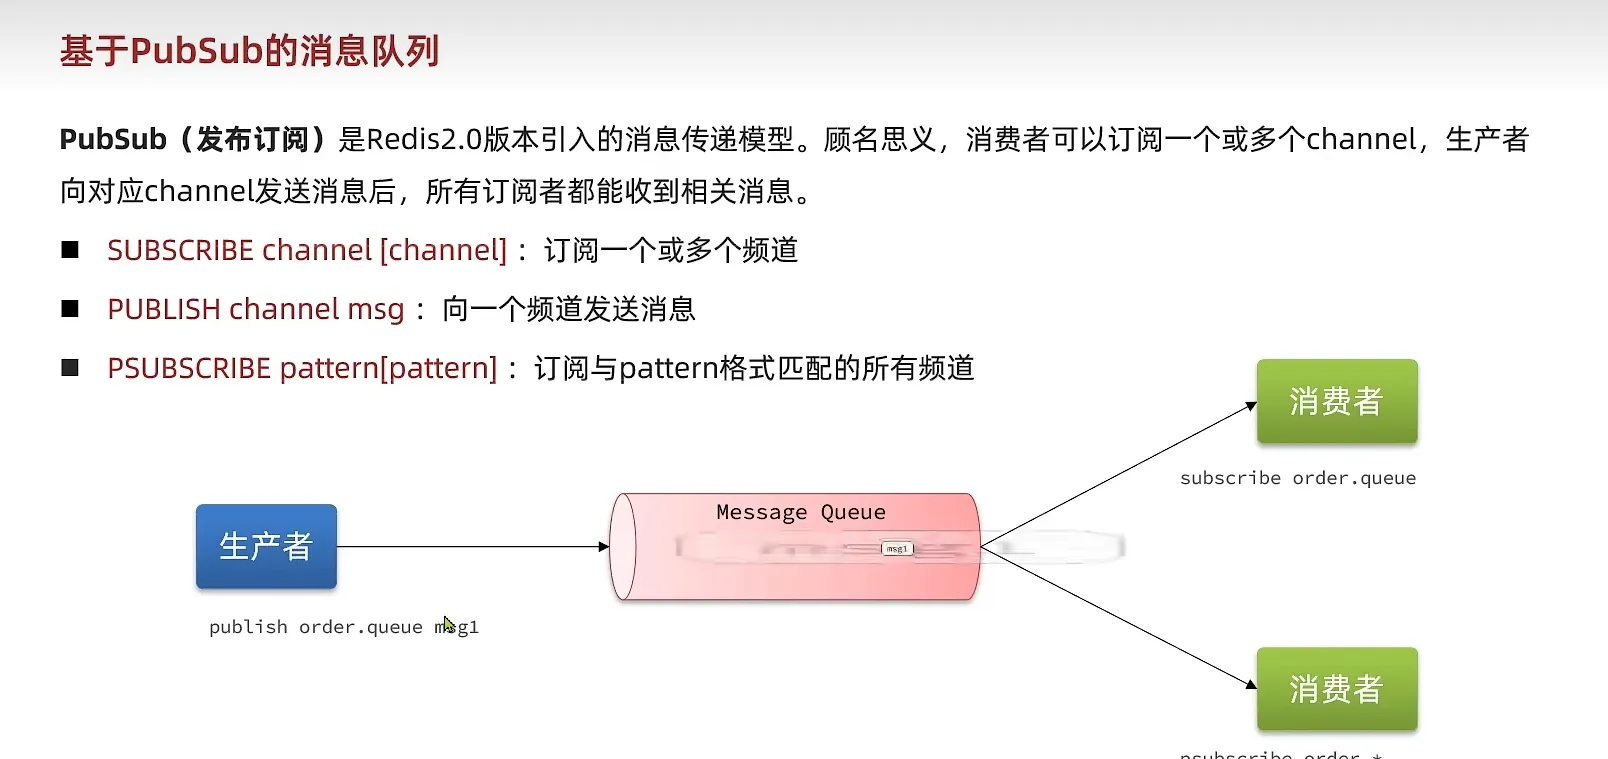 基于PubSub的消息队列
PubSub（发布订阅）是Redis2.0版本引入的消息传递模型。顾名思义，消费者可以订阅一个或多个channel，生产者
向对应channel发送消息后，所有订阅者都能收到相关消息。
■ SUBSCRIBE channel [channel] ：订阅一个或多个频道
■ PUBLISH channel msg ：向一个频道发送消息
■ PSUBSCRIBE pattern[pattern] ：订阅与pattern格式匹配的所有频道
消费者
subscribe order.queue
Message Queue
生产者
msg1
publish order.queue msg1
消费者
psubscribe order.*